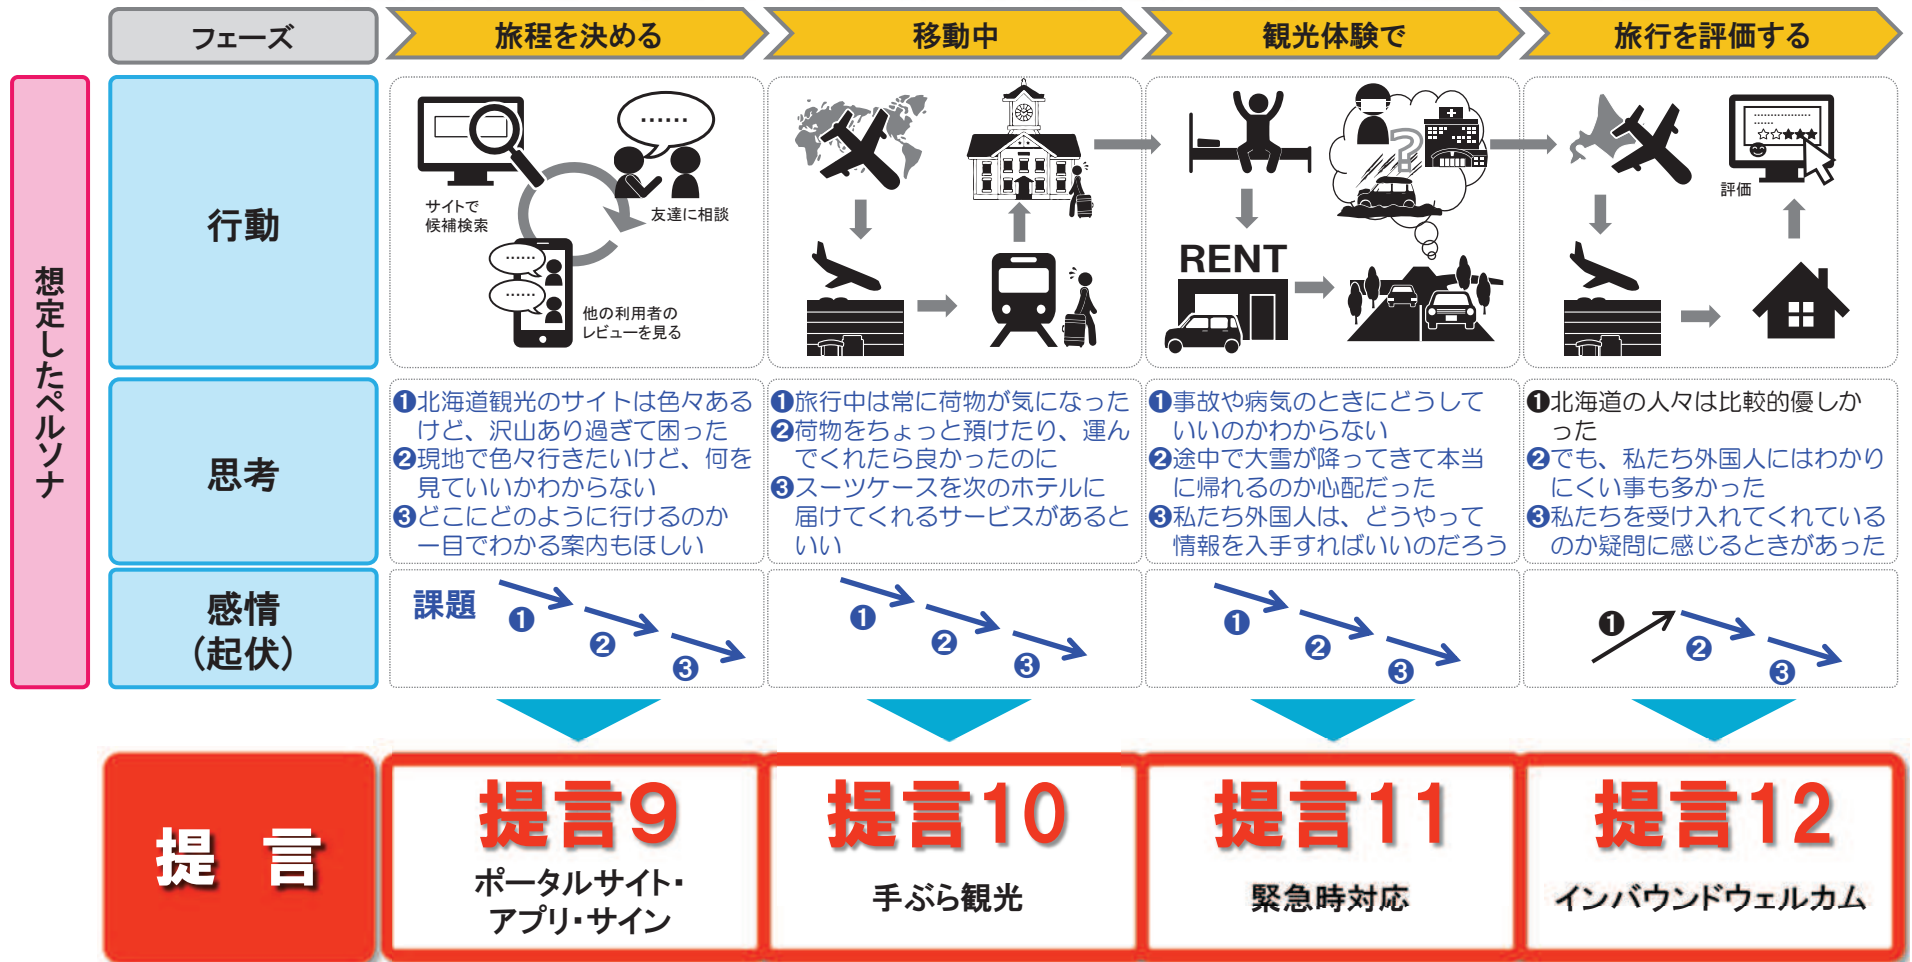 フェーズ
旅程を決める
移動中
観光体験で
旅行を評価する
想定したペルソナ
行動
サイトで
候補検索
……
友達に相談
……
……
他の利用者の
レビューを見る
RENT
?
............
......
☆☆★★★
評価
思考
❶北海道観光のサイトは色々ある
けど、沢山あり過ぎて困った
❷現地で色々行きたいけど、何を
見ていいかわからない
❸どこにどのように行けるのか
一目でわかる案内もほしい
❶旅行中は常に荷物が気になった
❷荷物をちょっと預けたり、運ん
でくれたら良かったのに
❸スーツケースを次のホテルに
届けてくれるサービスがあると
いい
❶事故や病気のときにどうして
いいのかわからない
❷途中で大雪が降ってきて本当
に帰れるのか心配だった
❸私たち外国人は、どうやって
情報を入手すればいいのだろう
❶北海道の人々は比較的優しか
った
❷でも、私たち外国人にはわかり
にくい事も多かった
❸私たちを受け入れてくれている
のか疑問に感じるときがあった
感情
（起伏）
課題
❶
❷
❸
❶
❷
❸
❶
❷
❸
❶
❷
❸
提言
提言9
ポータルサイト・
アプリ・サイン
提言10
手ぶら観光
提言11
緊急時対応
提言12
インバウンドウェルカム